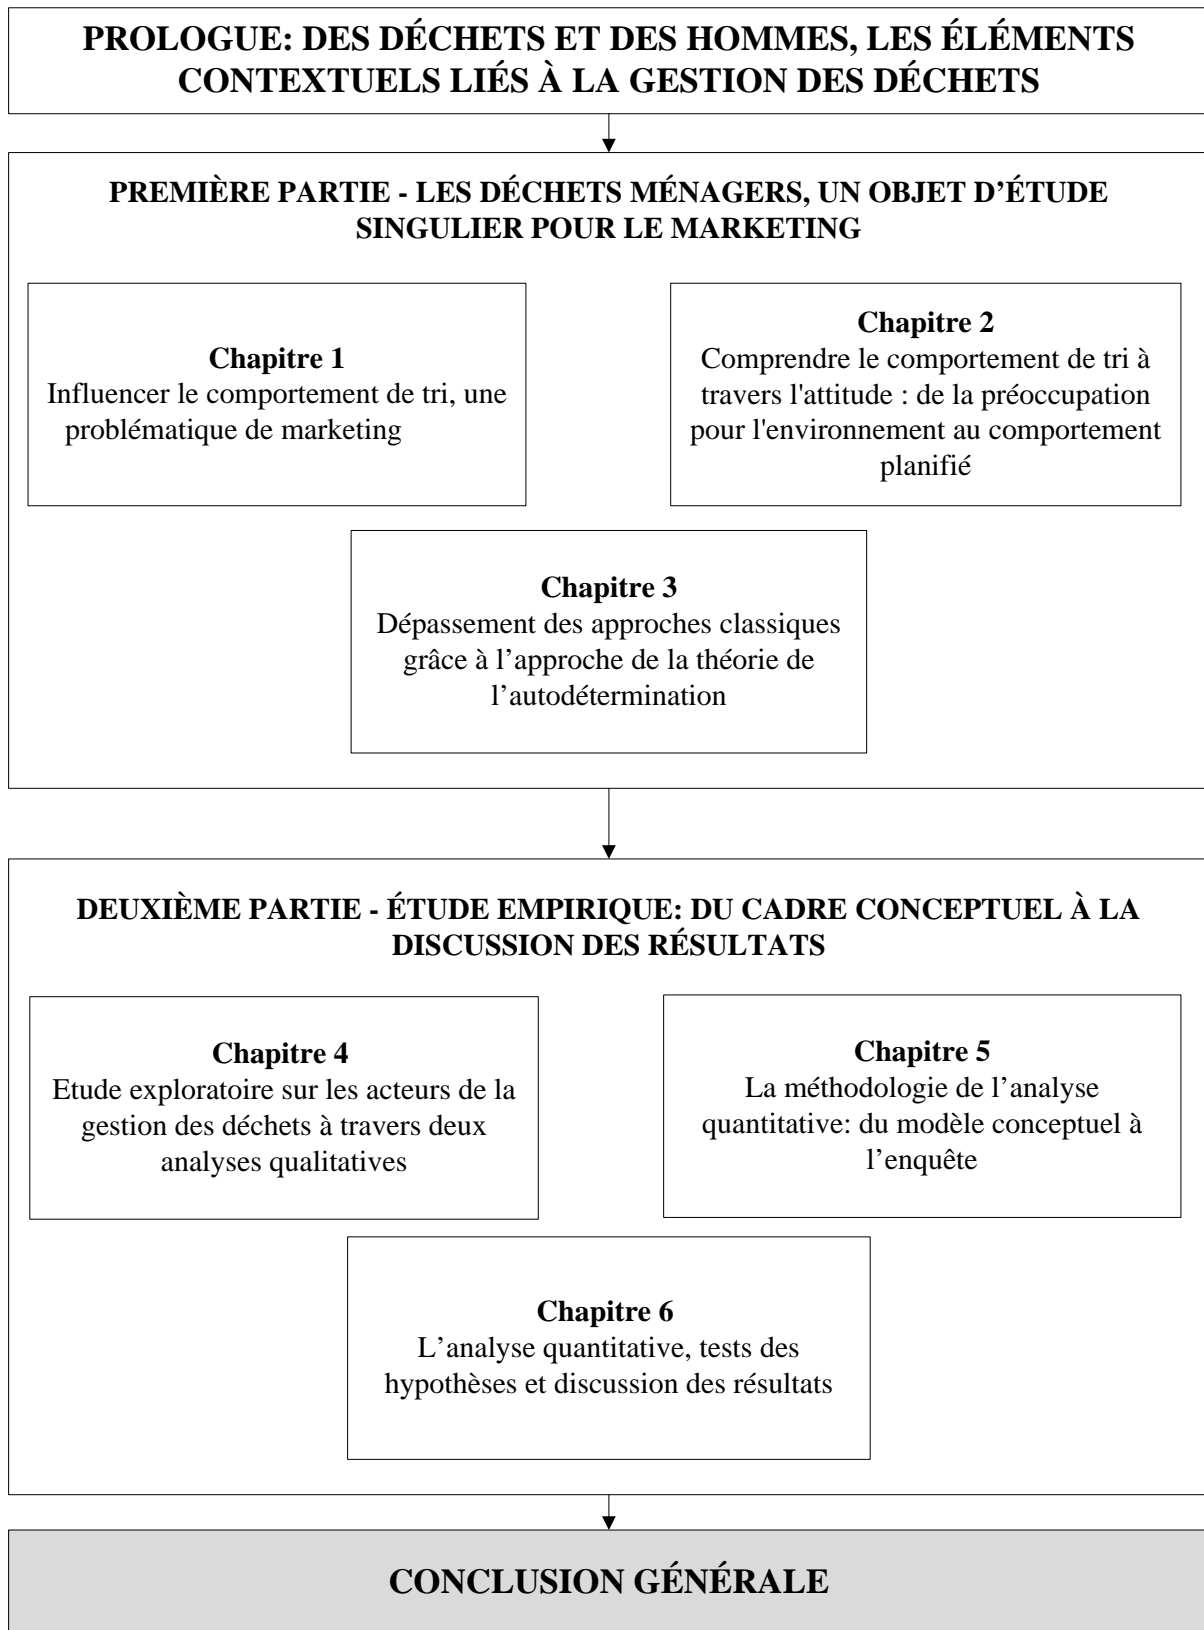 PROLOGUE: DES DÉCHETS ET DES HOMMES, LES ÉLÉMENTS
CONTEXTUELS LIÉS À LA GESTION DES DÉCHETS
PREMIÈRE PARTIE - LES DÉCHETS MÉNAGERS, UN OBJET D’ÉTUDE
SINGULIER POUR LE MARKETING
Chapitre 1
Influencer le comportement de tri, une
problématique de marketing
Chapitre 2
Comprendre le comportement de tri à
travers l'attitude : de la préoccupation
pour l'environnement au comportement
planifié
Chapitre 3
Dépassement des approches classiques
grâce à l’approche de la théorie de
l’autodétermination
DEUXIÈME PARTIE - ÉTUDE EMPIRIQUE: DU CADRE CONCEPTUEL À LA
DISCUSSION DES RÉSULTATS
Chapitre 4
Etude exploratoire sur les acteurs de la
gestion des déchets à travers deux
analyses qualitatives
Chapitre 5
La méthodologie de l’analyse
quantitative: du modèle conceptuel à
l’enquête
Chapitre 6
L’analyse quantitative, tests des
hypothèses et discussion des résultats
CONCLUSION GÉNÉRALE